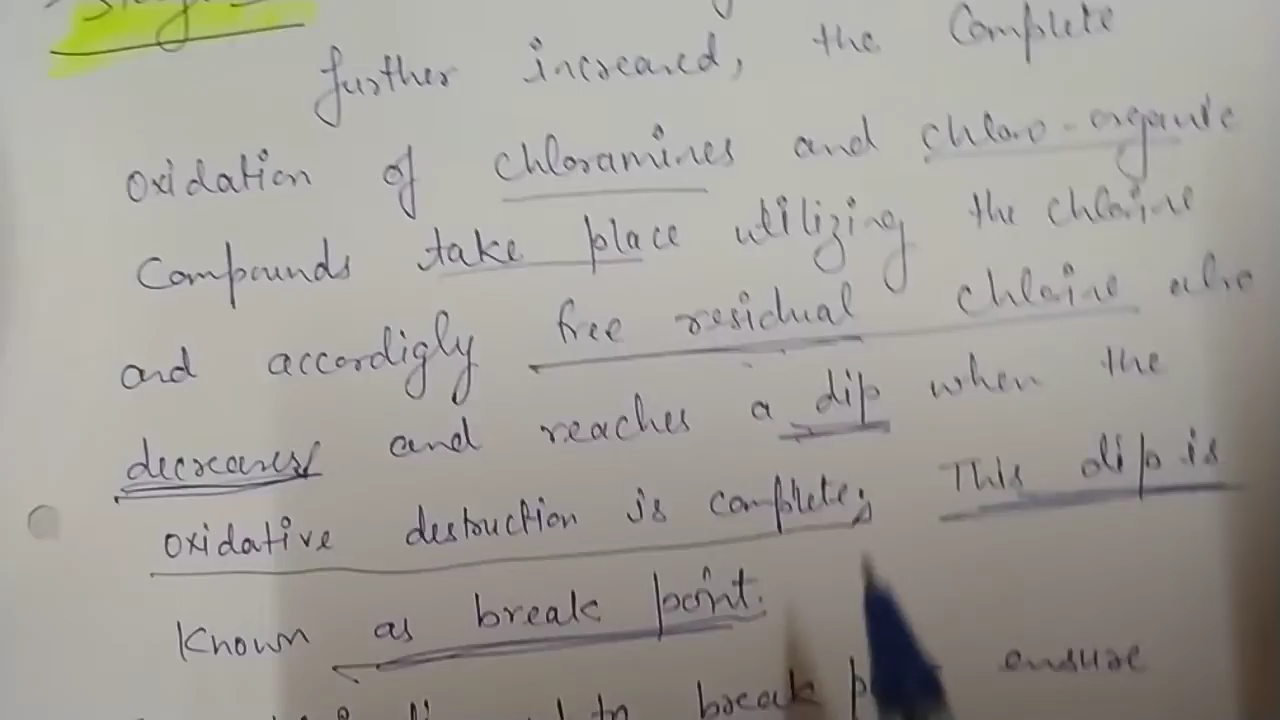 further increased, the Complete
oxidation of chloramines and chloro-organic
Compounds take place utilizing the chlorine
and accordigly free residual chlorine also
decreases and reaches a dip when the
oxidative destruction is complete; This dip is
known as break point.
break ensure